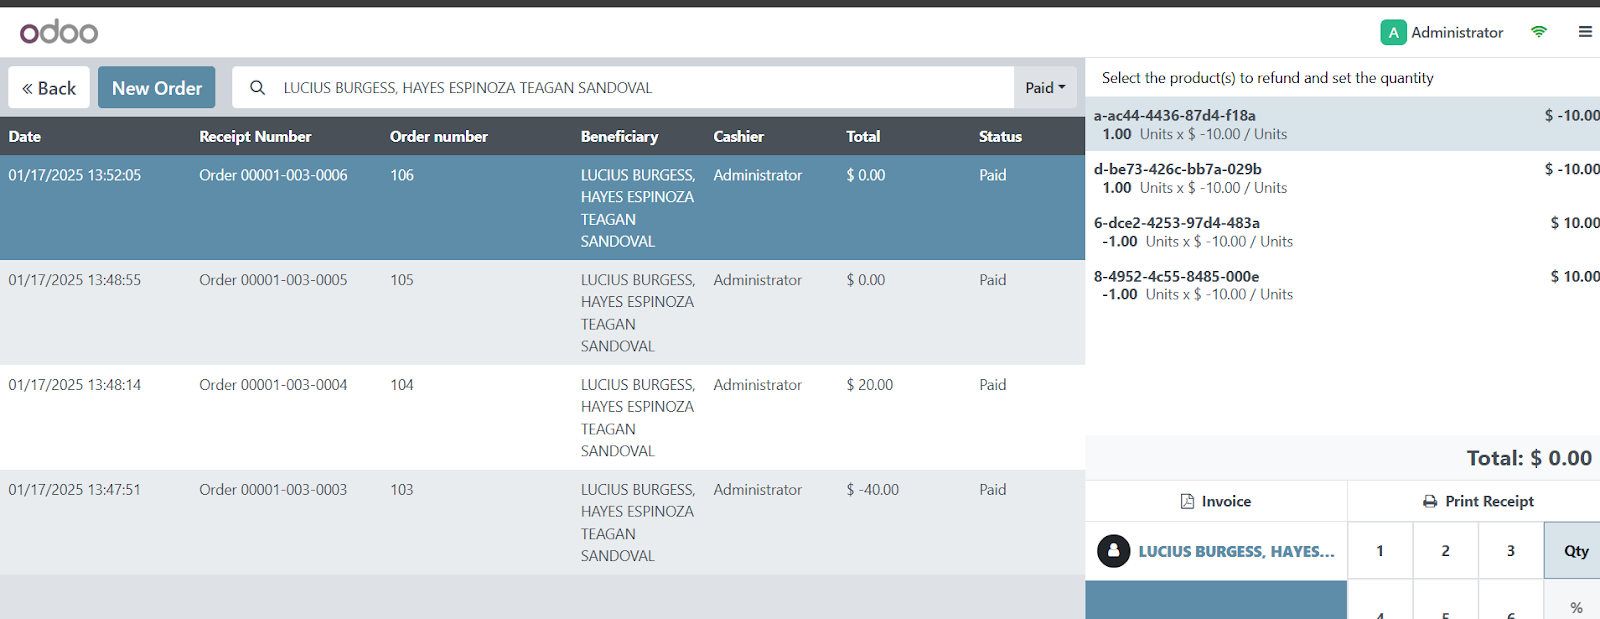 odoo
A Administrator
« Back New Order LUCIUS BURGESS, HAYES ESPINOZA TEAGAN SANDOVAL Paid
Date Receipt Number Order number Beneficiary Cashier Total Status
01/17/2025 13:52:05 Order 00001-003-0006 106 LUCIUS BURGESS, Administrator $ 0.00 Paid
HAYES ESPINOZA
TEAGAN
SANDOVAL
01/17/2025 13:48:55 Order 00001-003-0005 105 LUCIUS BURGESS, Administrator $ 0.00 Paid
HAYES ESPINOZA
TEAGAN
SANDOVAL
01/17/2025 13:48:14 Order 00001-003-0004 104 LUCIUS BURGESS, Administrator $ 20.00 Paid
HAYES ESPINOZA
TEAGAN
SANDOVAL
01/17/2025 13:47:51 Order 00001-003-0003 103 LUCIUS BURGESS, Administrator $ -40.00 Paid
HAYES ESPINOZA
TEAGAN
SANDOVAL
Select the product(s) to refund and set the quantity
a-ac44-4436-87d4-f18a $ -10.00
1.00 Units x $ -10.00 / Units
d-be73-426c-bb7a-029b $ -10.00
1.00 Units x $ -10.00 / Units
6-dce2-4253-97d4-483a $ 10.00
-1.00 Units x $ -10.00 / Units
8-4952-4c55-8485-000e $ 10.00
-1.00 Units x $ -10.00 / Units
Total: $ 0.00
Invoice Print Receipt
LUCIUS BURGESS, HAYES... 1 2 3 Qty
4 5 6 %